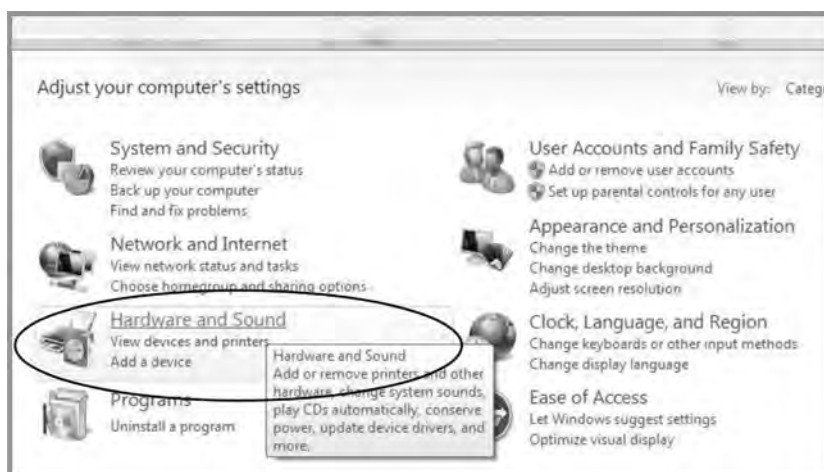 Adjust your computer's settings
View by:
System and Security
Review your computer's status
Back up your computer
Find and fix problems
Network and Internet
View network status and tasks
Choose homegroup and sharing options
Hardware and Sound
View devices and printers
Add a device
Programs
Uninstall a program
Hardware and Sound
Add or remove printers and other
hardware, change system sounds,
play CDs automatically, conserve
power, update device drivers, and
more.
User Accounts and Family Safety
Add or remove user accounts
Set up parental controls for any user
Appearance and Personalization
Change the theme
Change desktop background
Adjust screen resolution
Clock, Language, and Region
Change keyboards or other input methods
Change display language
Ease of Access
Let Windows suggest settings
Optimize visual display